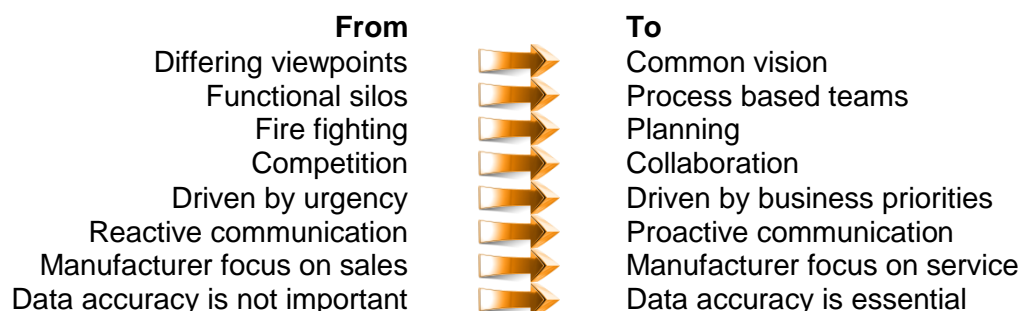 From To
Differing viewpoints Common vision
Functional silos Process based teams
Fire fighting Planning
Competition Collaboration
Driven by urgency Driven by business priorities
Reactive communication Proactive communication
Manufacturer focus on sales Manufacturer focus on service
Data accuracy is not important Data accuracy is essential